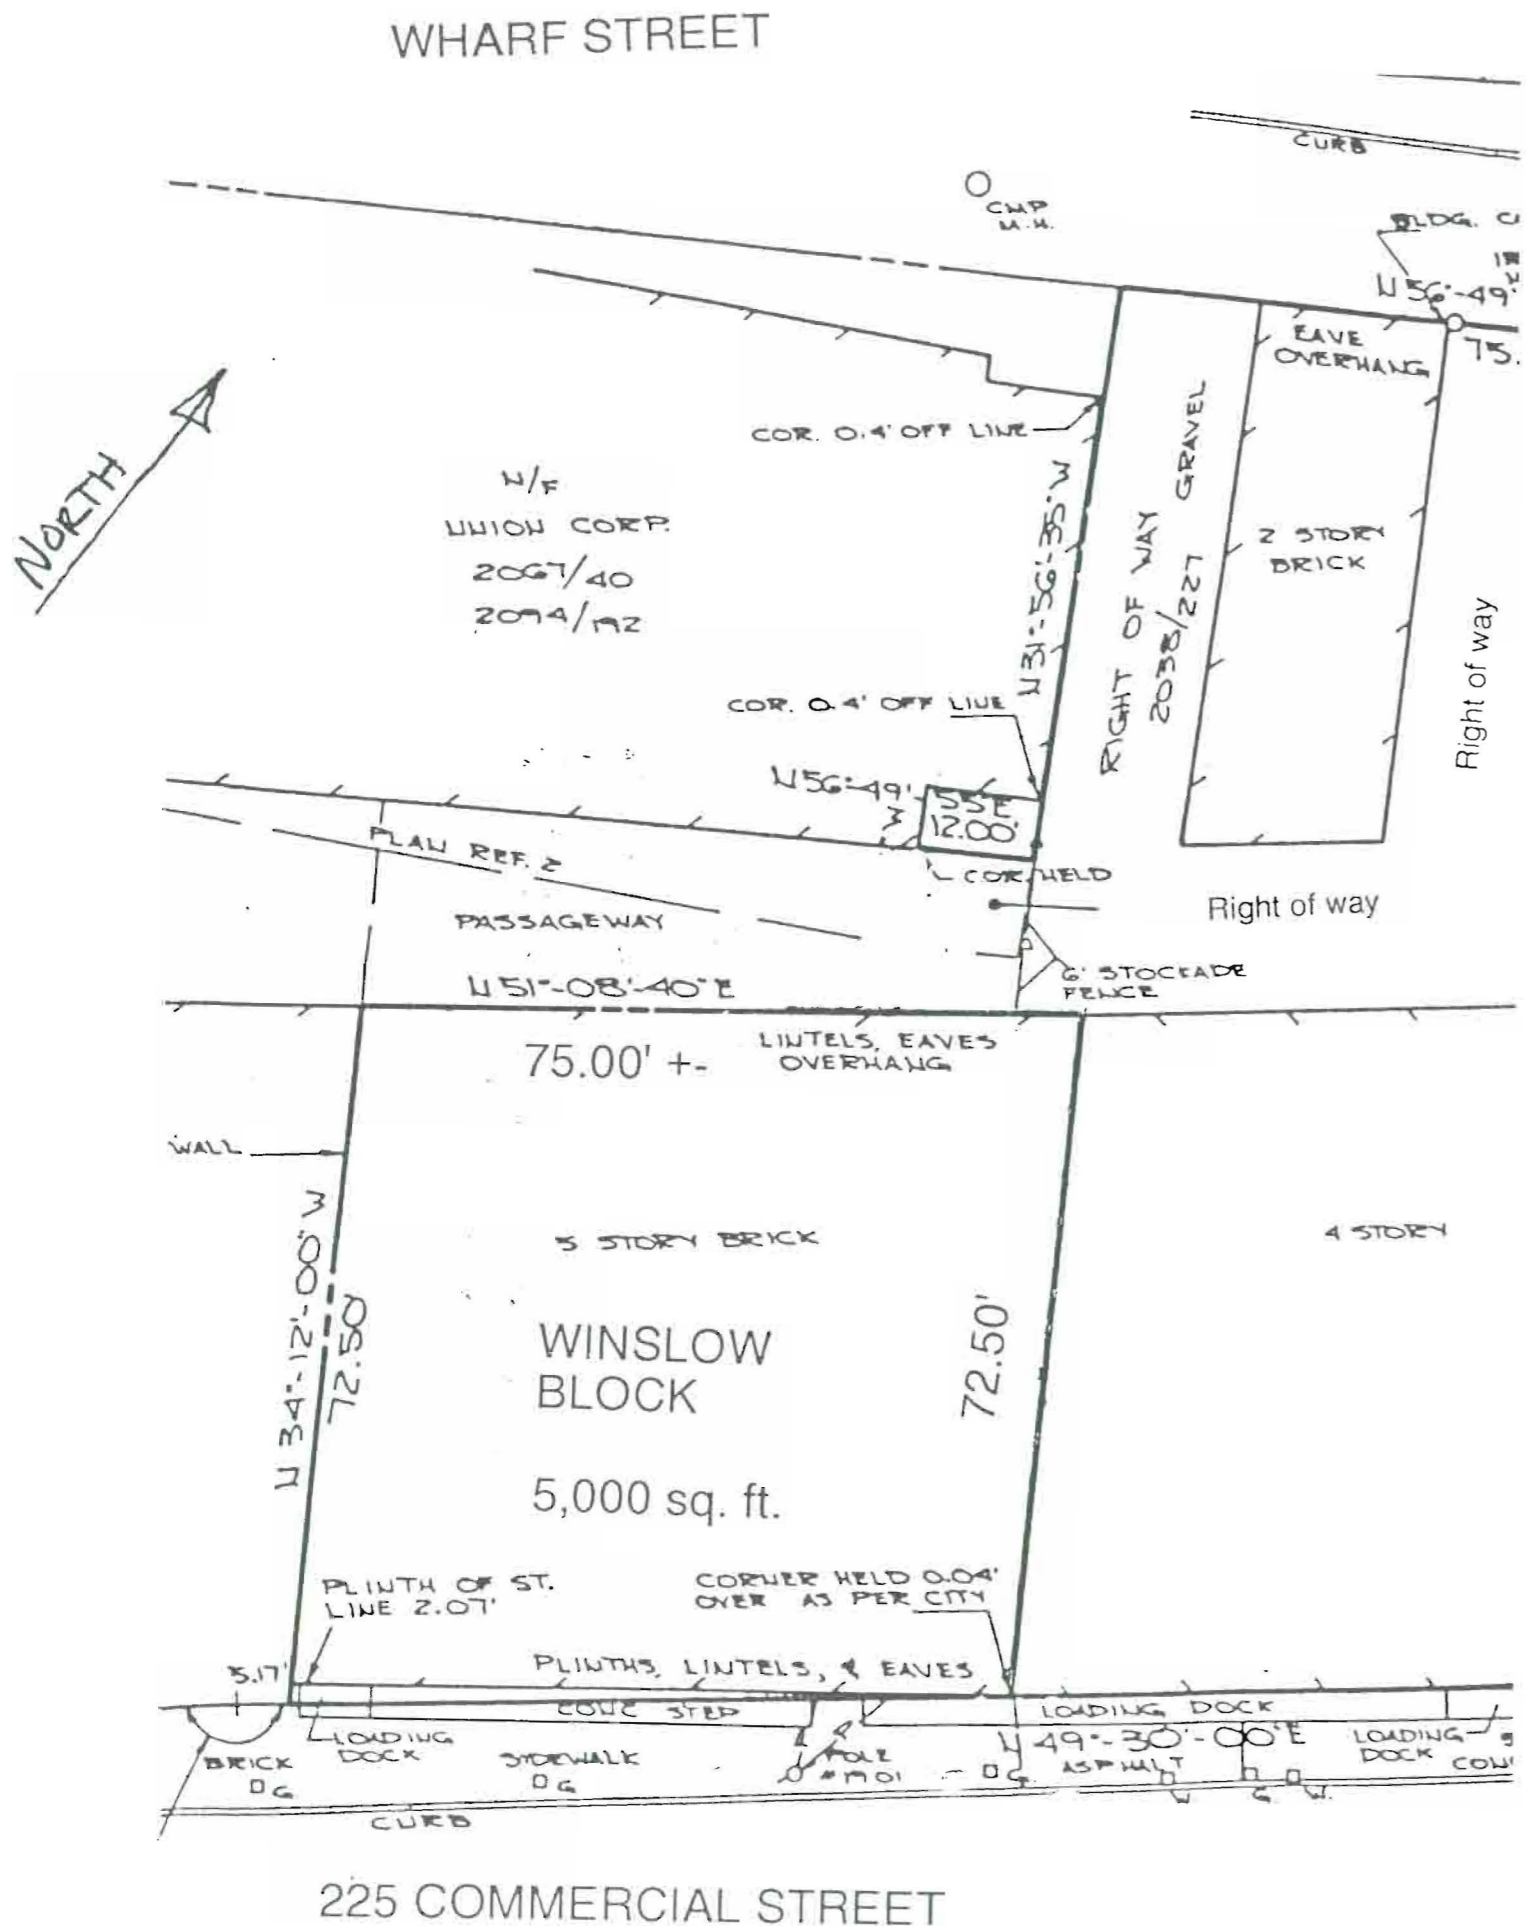 WHARF STREET
CURB
CMP
M.H.
BLDG.
N 56°-49'
EAVE
OVERHANG
75.
COR. 0.4' OFF LINE
NORTH
N/F
UNION CORP.
2067/40
2094/192
N 31°-56'-35" W
RIGHT OF WAY
2038/227
GRAVEL
2 STORY
BRICK
Right of way
COR. 0.4' OFF LINE
N 56°-49'-
55" E
12.00'
PLAN REF. 2
COR. HELD
Right of way
PASSAGEWAY
6' STOCKADE
FENCE
N 51°-08'-40" E
75.00' +-
LINTELS, EAVES
OVERHANG
WALL
5 STORY BRICK
4 STORY
N 34°-12'-00" W
72.50'
WINSLOW
BLOCK
72.50'
5,000 sq. ft.
PLINTH OF ST.
LINE 2.07'
CORNER HELD 0.04'
OVER AS PER CITY
5.17'
PLINTHS, LINTELS, & EAVES
CONC STEP
LOADING DOCK
LOADING
DOCK
N 49°-30'-00" E
LOADING
DOCK
BRICK
SIDEWALK
POLE
#1901
ASPHALT
G
G
G
G
CURB
225 COMMERCIAL STREET